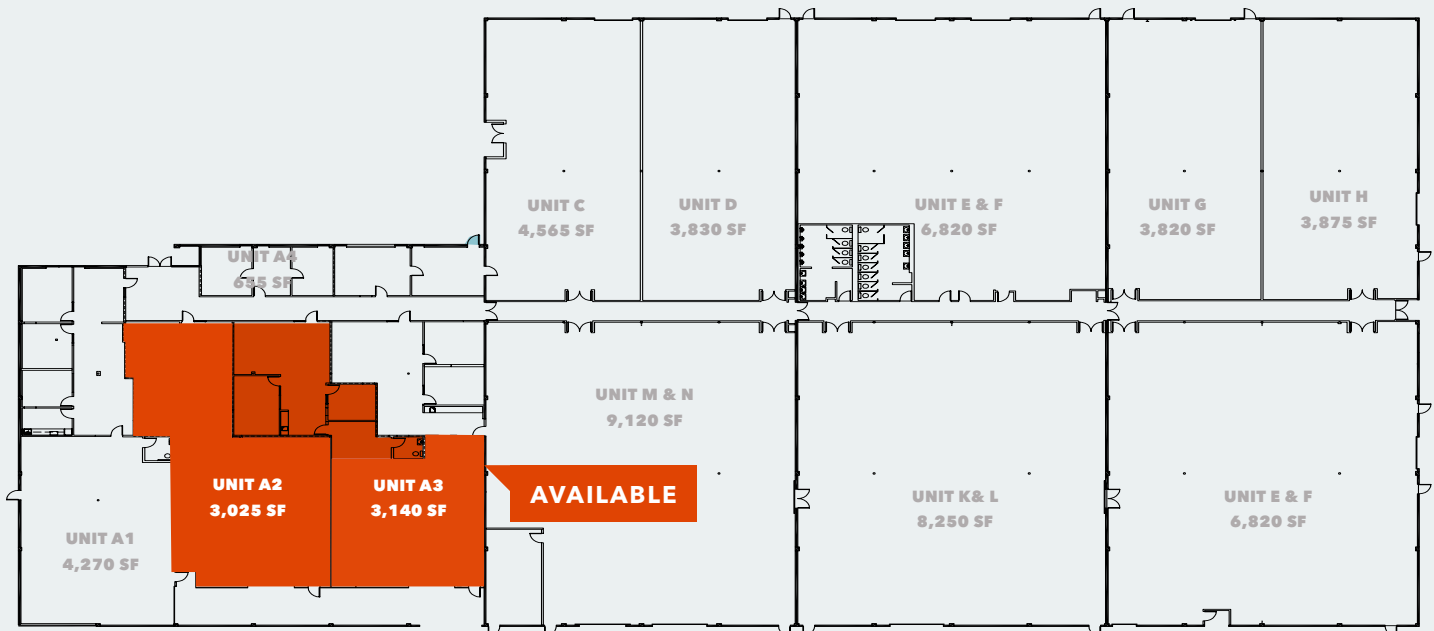 UNIT C
4,565 SF
UNIT D
3,830 SF
UNIT E & F
6,820 SF
UNIT G
3,820 SF
UNIT H
3,875 SF
UNIT A4
655 SF
UNIT M & N
9,120 SF
UNIT A2
3,025 SF
UNIT A3
3,140 SF
AVAILABLE
UNIT K& L
8,250 SF
UNIT E & F
6,820 SF
UNIT A1
4,270 SF